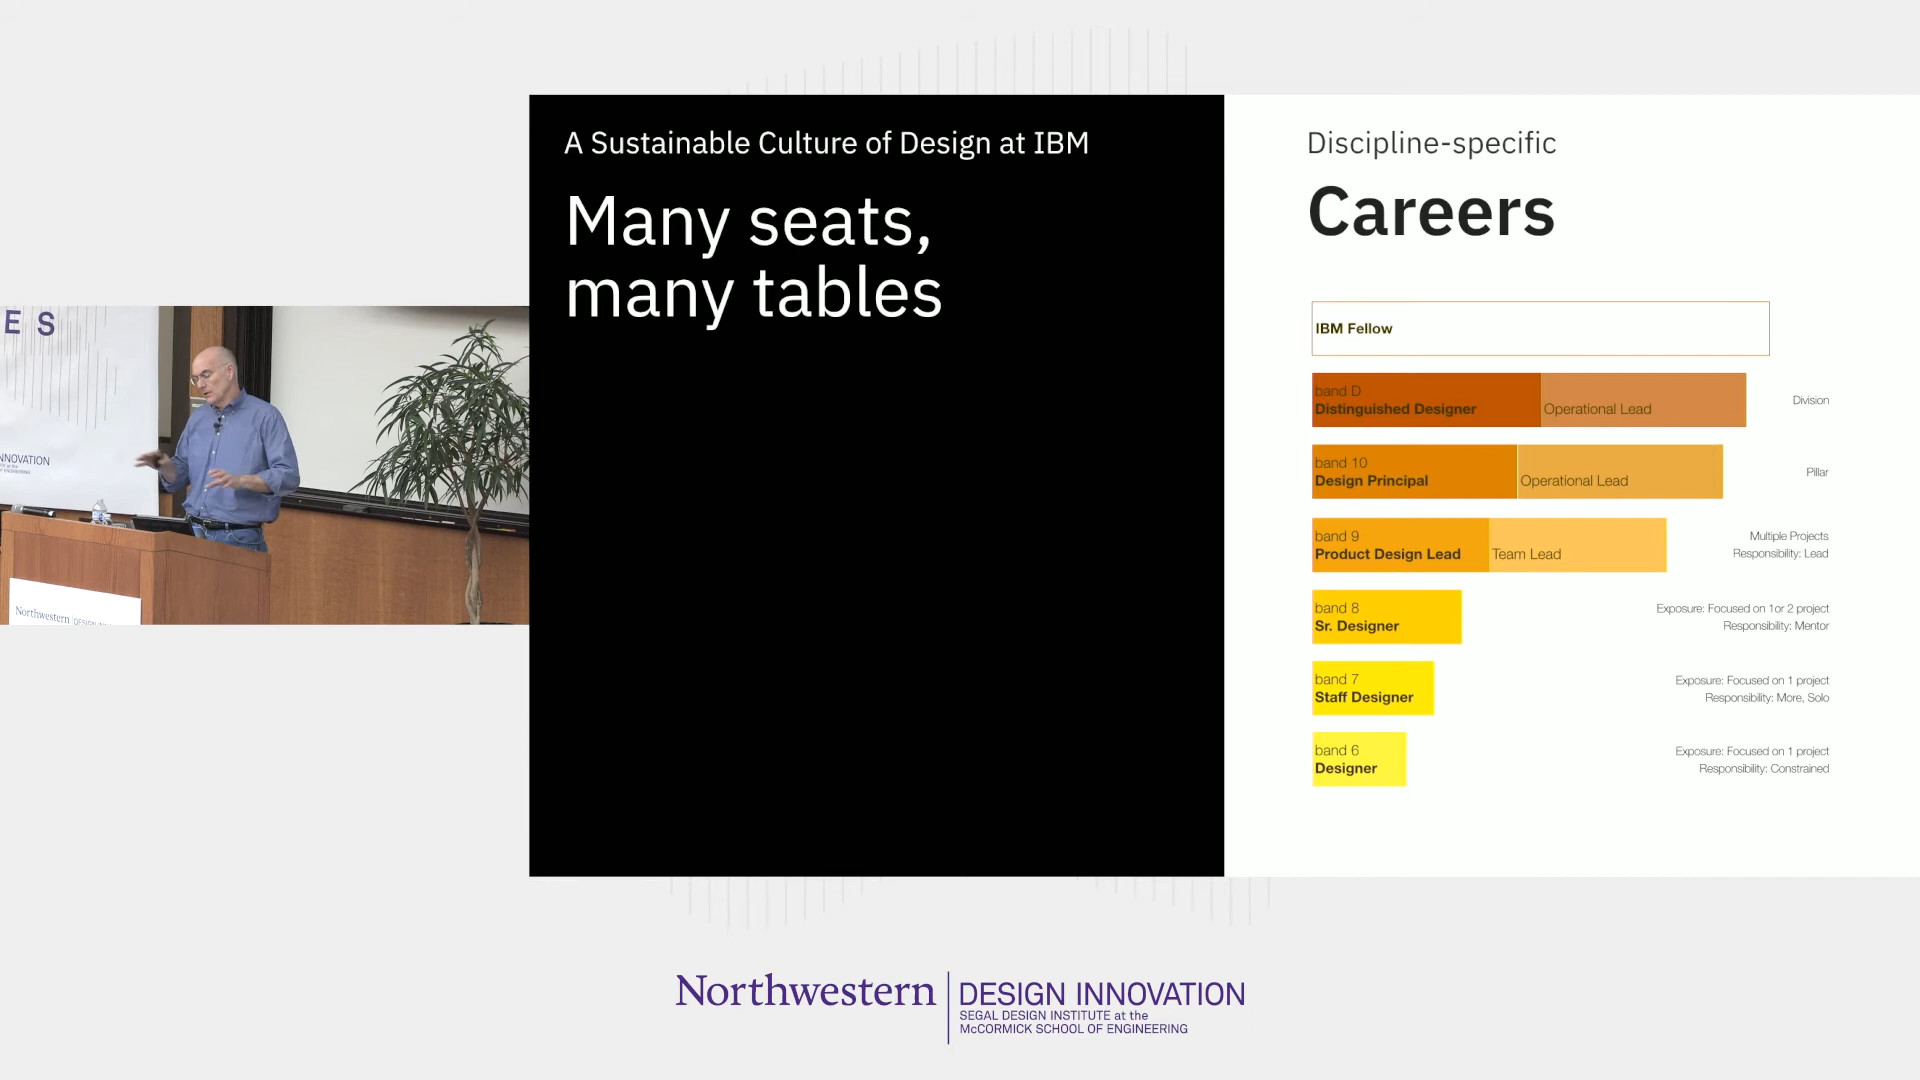 A Sustainable Culture of Design at IBM
Many seats,
many tables
Discipline-specific
Careers
IBM Fellow
band D
Distinguished Designer
Operational Lead
Division
band 10
Design Principal
Operational Lead
Pillar
band 9
Product Design Lead
Team Lead
Multiple Projects
Responsibility: Lead
band 8
Sr. Designer
Exposure: Focused on 1or 2 project
Responsibility: Mentor
band 7
Staff Designer
Exposure: Focused on 1 project
Responsibility: More, Solo
band 6
Designer
Exposure: Focused on 1 project
Responsibility: Constrained
E S
NNOVATION
Northwestern
Northwestern
DESIGN INNOVATION
SEGAL DESIGN INSTITUTE at the
McCORMICK SCHOOL OF ENGINEERING